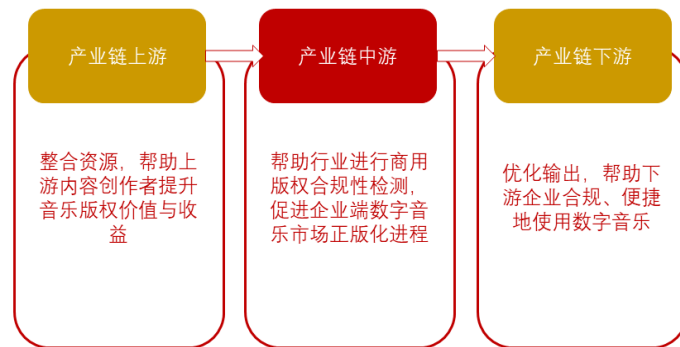 产业链上游
产业链中游
产业链下游
整合资源，帮助上
游内容创作者提升
音乐版权价值与收
益
帮助行业进行商用
版权合规性检测，
促进企业端数字音
乐市场正版化进程
优化输出，帮助下
游企业合规、便捷
地使用数字音乐